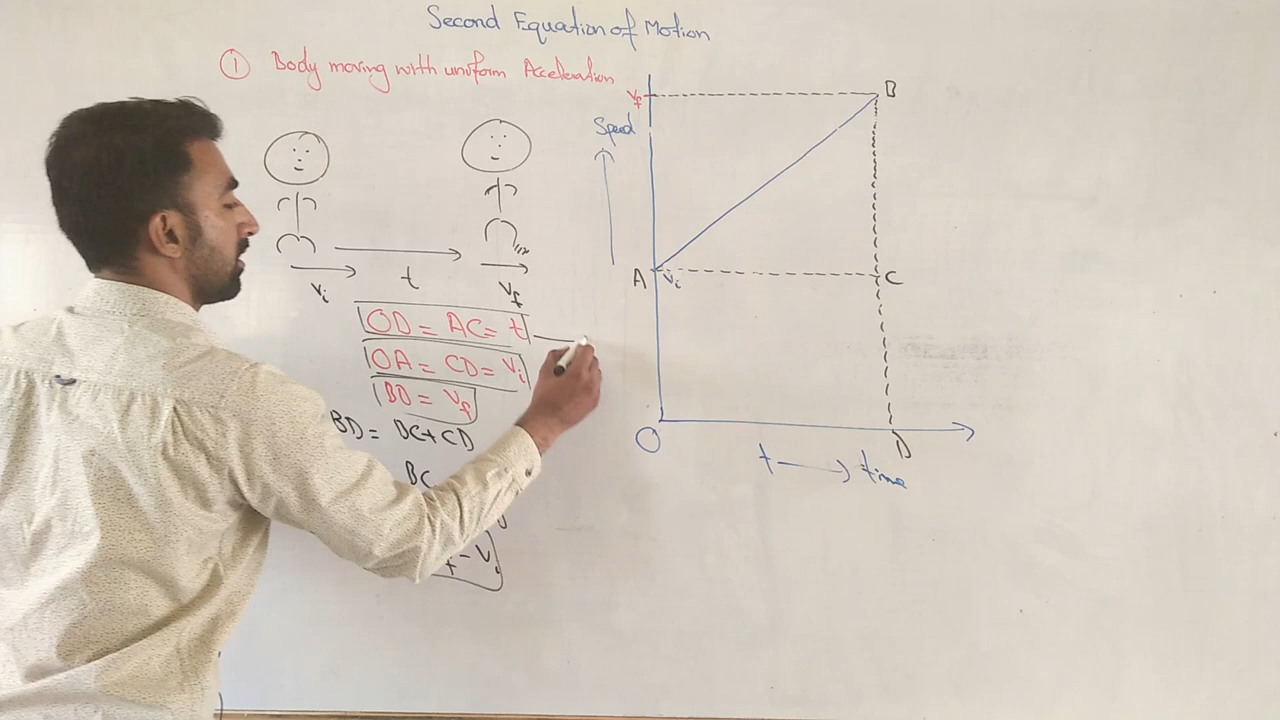 Second Equation of Motion
① Body moving with uniform Acceleration
vi
t
vf
OD = AC = t
OA = CD = vi
BD = vf
BD = BC + CD
BC
f - v
vf
Speed
B
A
vi
C
O
D
t → time